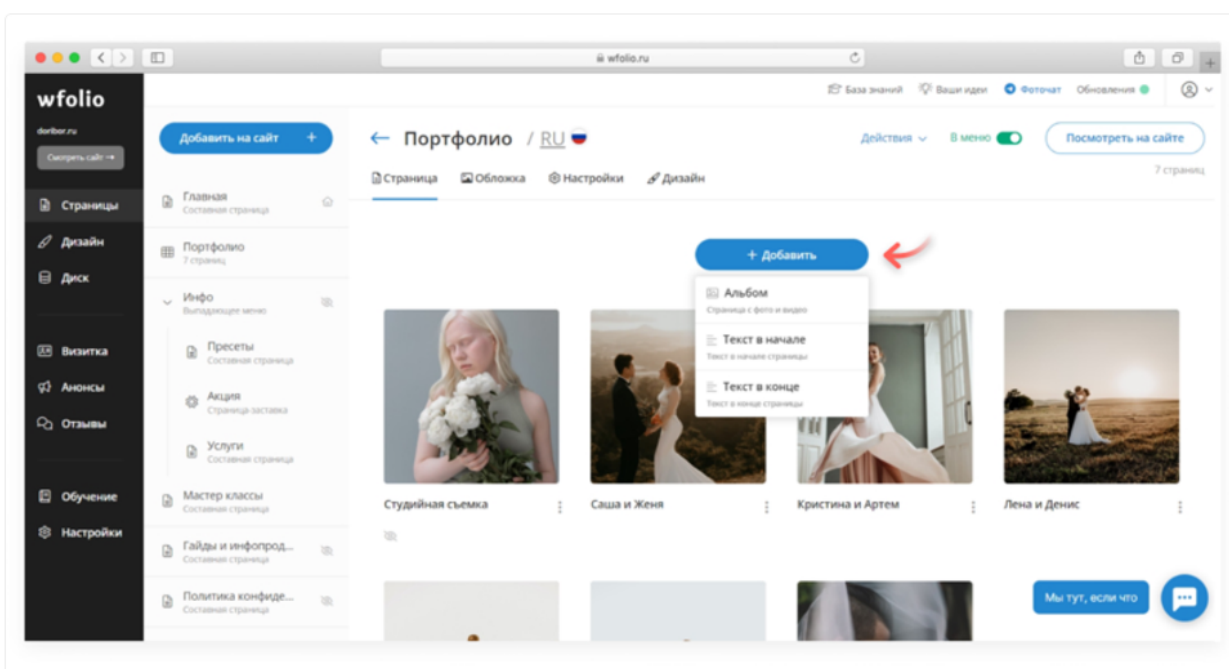 wfolio.ru
База знаний
Ваши идеи
Фоточат
Обновления
wfolio
doribor.ru
Смотреть сайт →
Страницы
Дизайн
Диск
Визитка
Анонсы
Отзывы
Обучение
Настройки
Добавить на сайт +
Главная
Составная страница
Портфолио
7 страниц
Инфо
Выпадающее меню
Пресеты
Составная страница
Акция
Страница-заставка
Услуги
Составная страница
Мастер классы
Составная страница
Гайды и инфопрод...
Составная страница
Политика конфиде...
Составная страница
← Портфолио / RU
Действия
В меню
Посмотреть на сайте
Страница
Обложка
Настройки
Дизайн
7 страниц
+ Добавить
Альбом
Страница с фото и видео
Текст в начале
Текст в начале страницы
Текст в конце
Текст в конце страницы
Студийная съемка
Саша и Женя
Кристина и Артем
Лена и Денис
Мы тут, если что